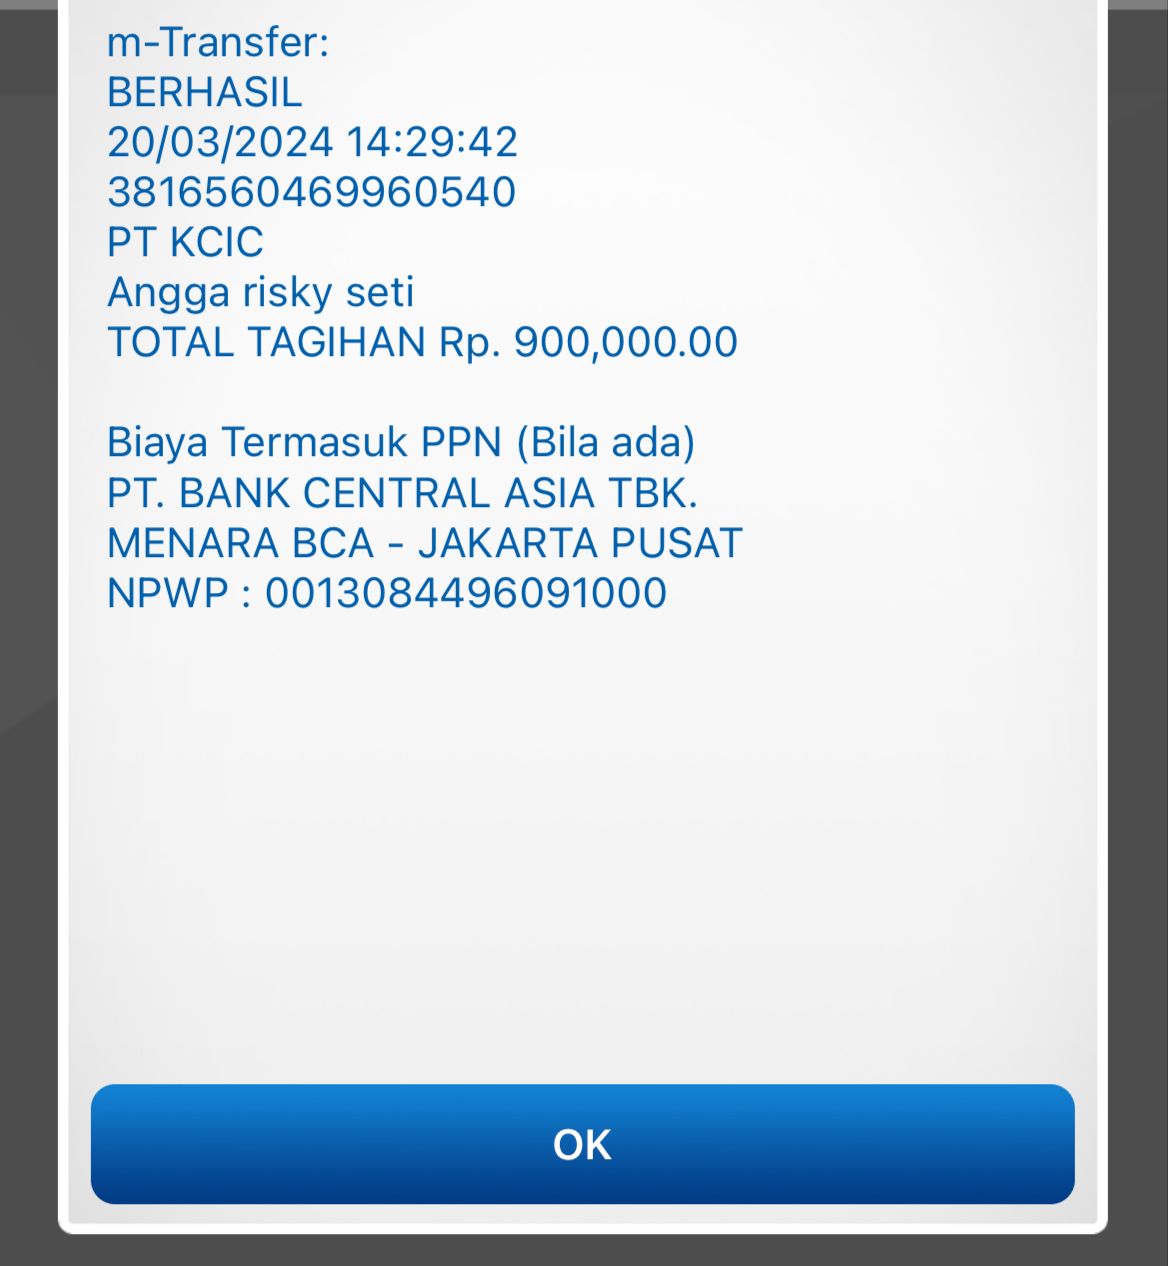 m-Transfer:
BERHASIL
20/03/2024 14:29:42
3816560469960540
PT KCIC
Angga risky seti
TOTAL TAGIHAN Rp. 900,000.00
Biaya Termasuk PPN (Bila ada)
PT. BANK CENTRAL ASIA TBK.
MENARA BCA - JAKARTA PUSAT
NPWP : 0013084496091000
OK